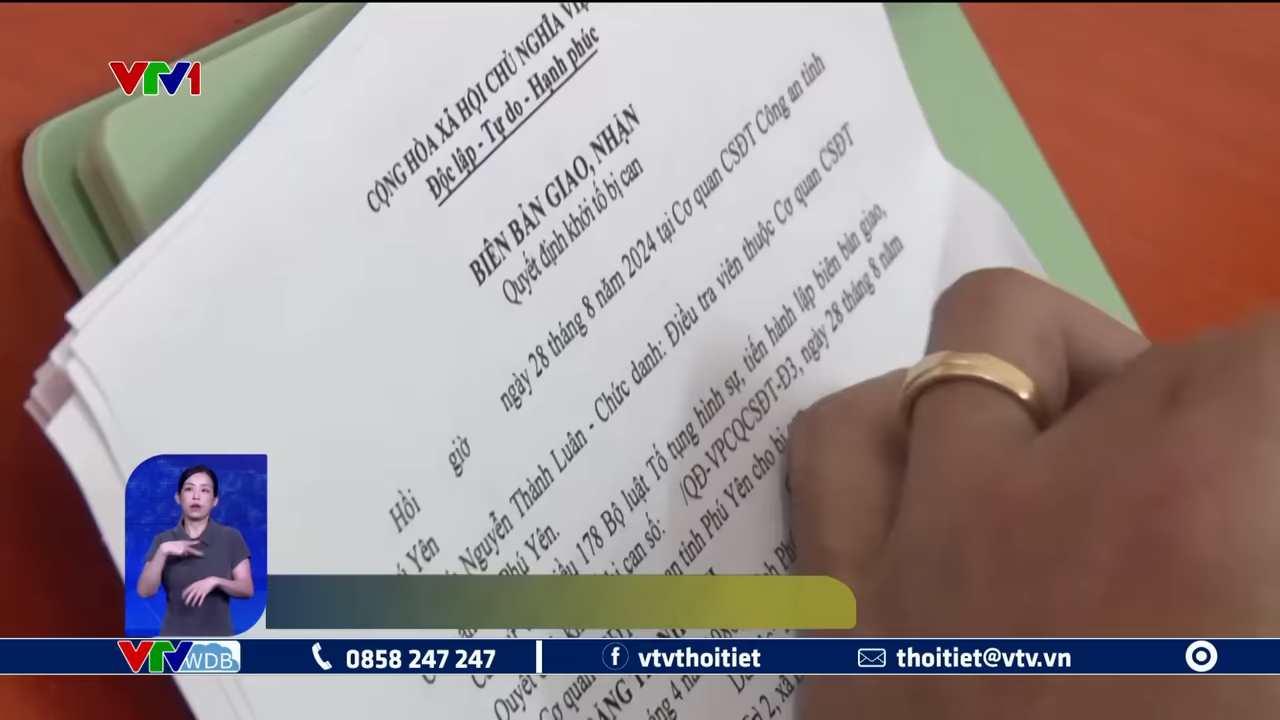 VTV1
CỘNG HÒA XÃ HỘI CHỦ NGHĨA VIỆ
Độc lập - Tự do - Hạnh phúc
BIÊN BẢN GIAO, NHẬN
Quyết định khởi tố bị can
Hồi giờ ngày 28 tháng 8 năm 2024 tại Cơ quan CSĐT Công an tỉnh
Yên
Nguyễn Thành Luân - Chức danh: Điều tra viên thuộc Cơ quan CSĐT
Phú Yên.
178 Bộ luật Tố tụng hình sự, tiến hành lập biên bản giao,
can số: /QĐ-VPCQCSĐT-Đ3, ngày 28 tháng 8 năm
Quyết
an tỉnh Phú Yên cho
Cơ quan
VTV WDB
0858 247 247
vtvthoitiet
thoitiet@vtv.vn